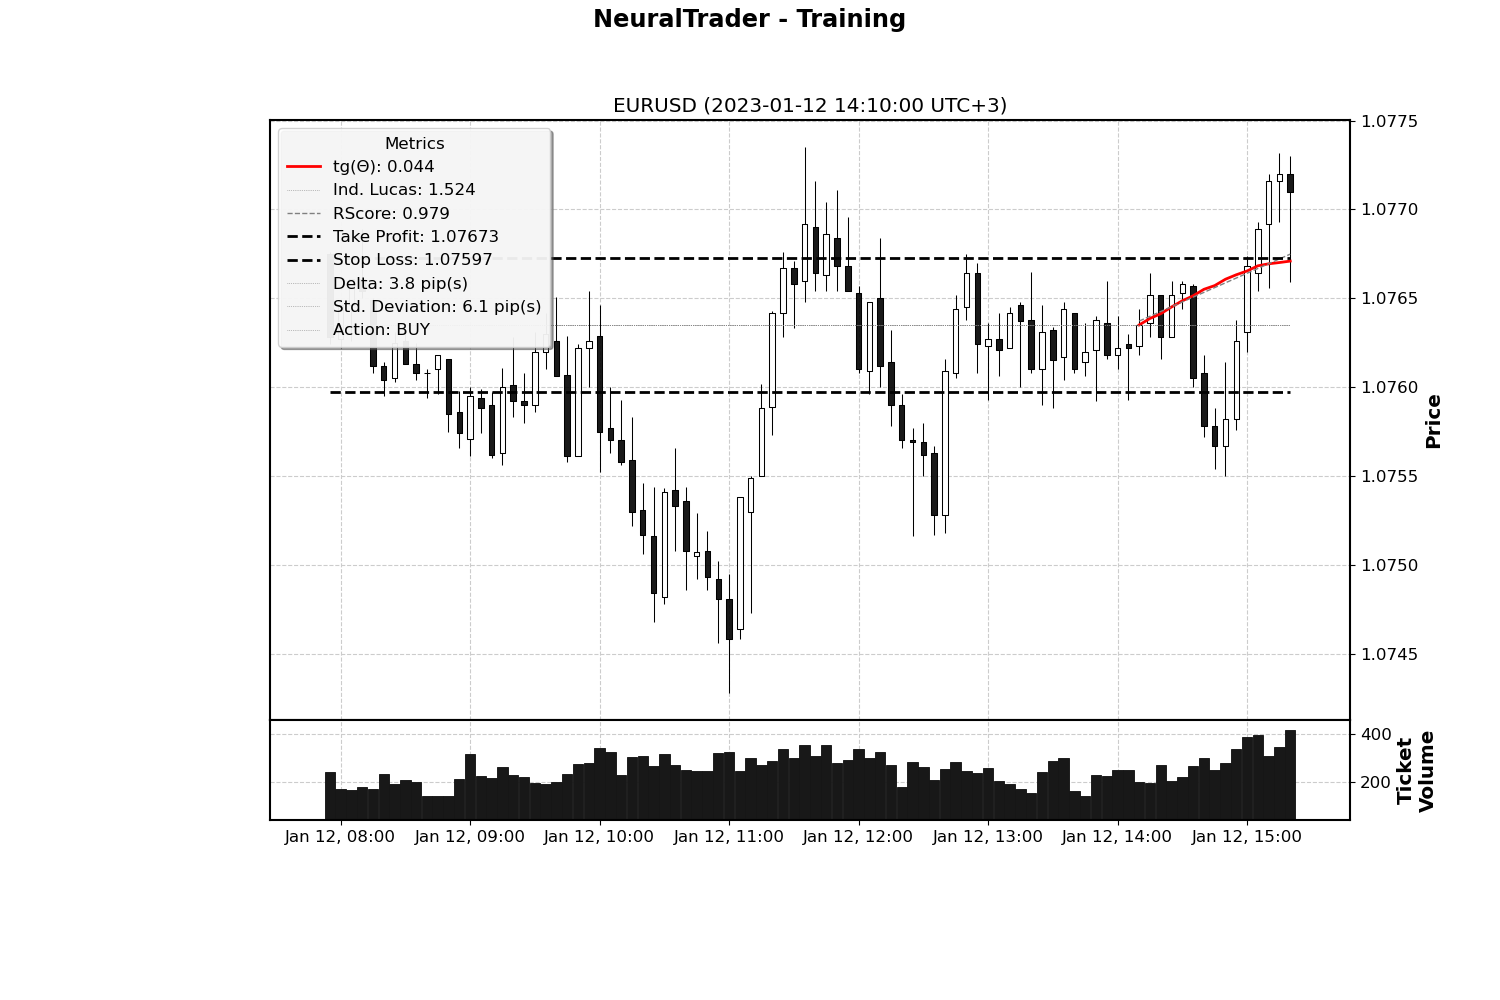 NeuralTrader - Training
EURUSD (2023-01-12 14:10:00 UTC+3)
Metrics
tg(Θ): 0.044
Ind. Lucas: 1.524
RScore: 0.979
Take Profit: 1.07673
Stop Loss: 1.07597
Delta: 3.8 pip(s)
Std. Deviation: 6.1 pip(s)
Action: BUY
1.0775
1.0770
1.0765
1.0760
1.0755
1.0750
1.0745
Price
400
200
Ticket
Volume
Jan 12, 08:00
Jan 12, 09:00
Jan 12, 10:00
Jan 12, 11:00
Jan 12, 12:00
Jan 12, 13:00
Jan 12, 14:00
Jan 12, 15:00